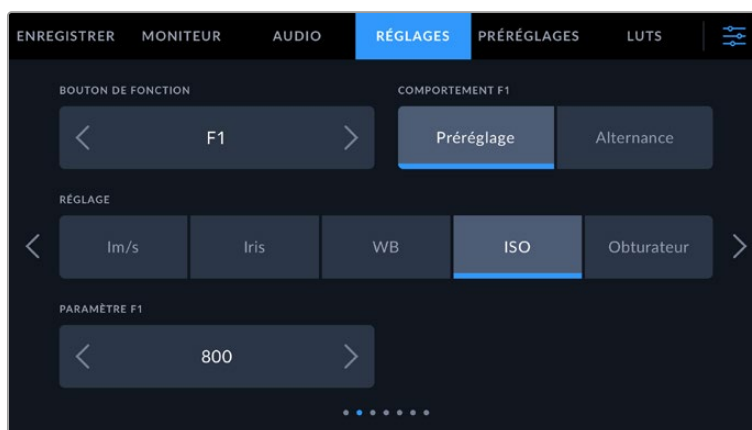 ENREGISTRER MONITEUR AUDIO RÉGLAGES PRÉRÉGLAGES LUTS
BOUTON DE FONCTION COMPORTEMENT F1
F1 Préréglage Alternance
RÉGLAGE
Im/s Iris WB ISO Obturateur
PARAMÈTRE F1
800